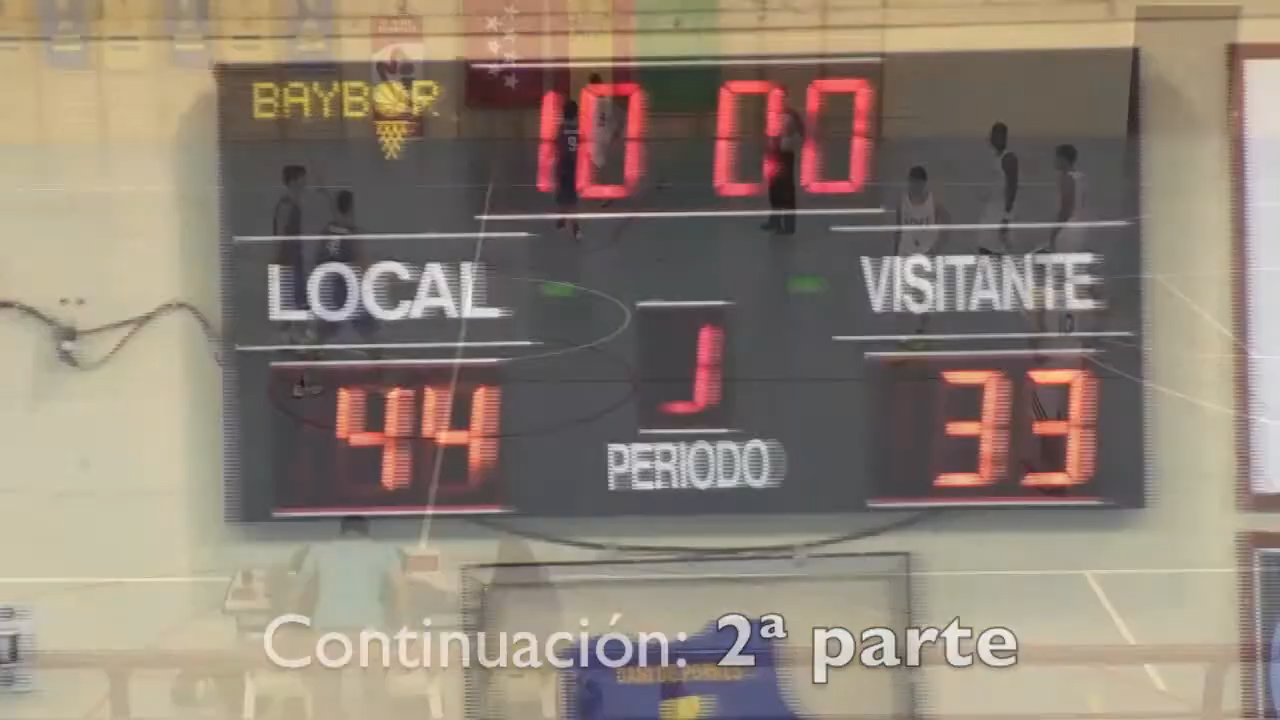 BAYBOR
10 00
LOCAL
VISITANTE
44
33
PERIODO
Continuación: 2ª parte